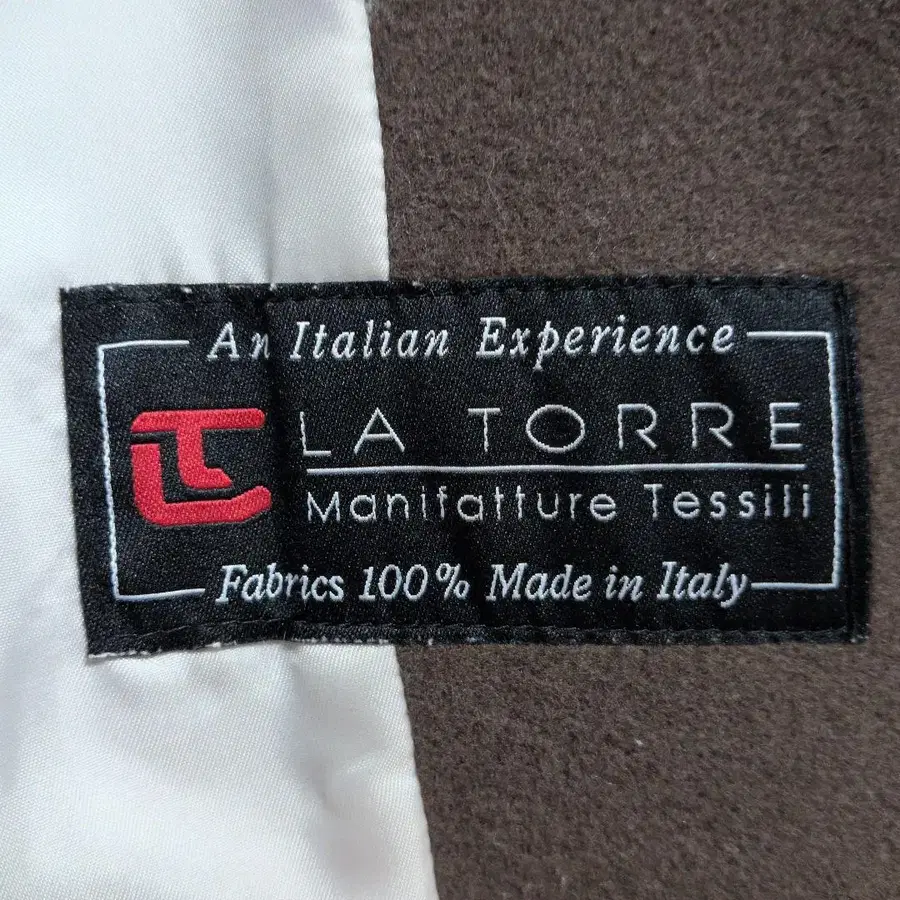 An Italian Experience
LA TORRE
Manifatture Tessili
Fabrics 100% Made in Italy